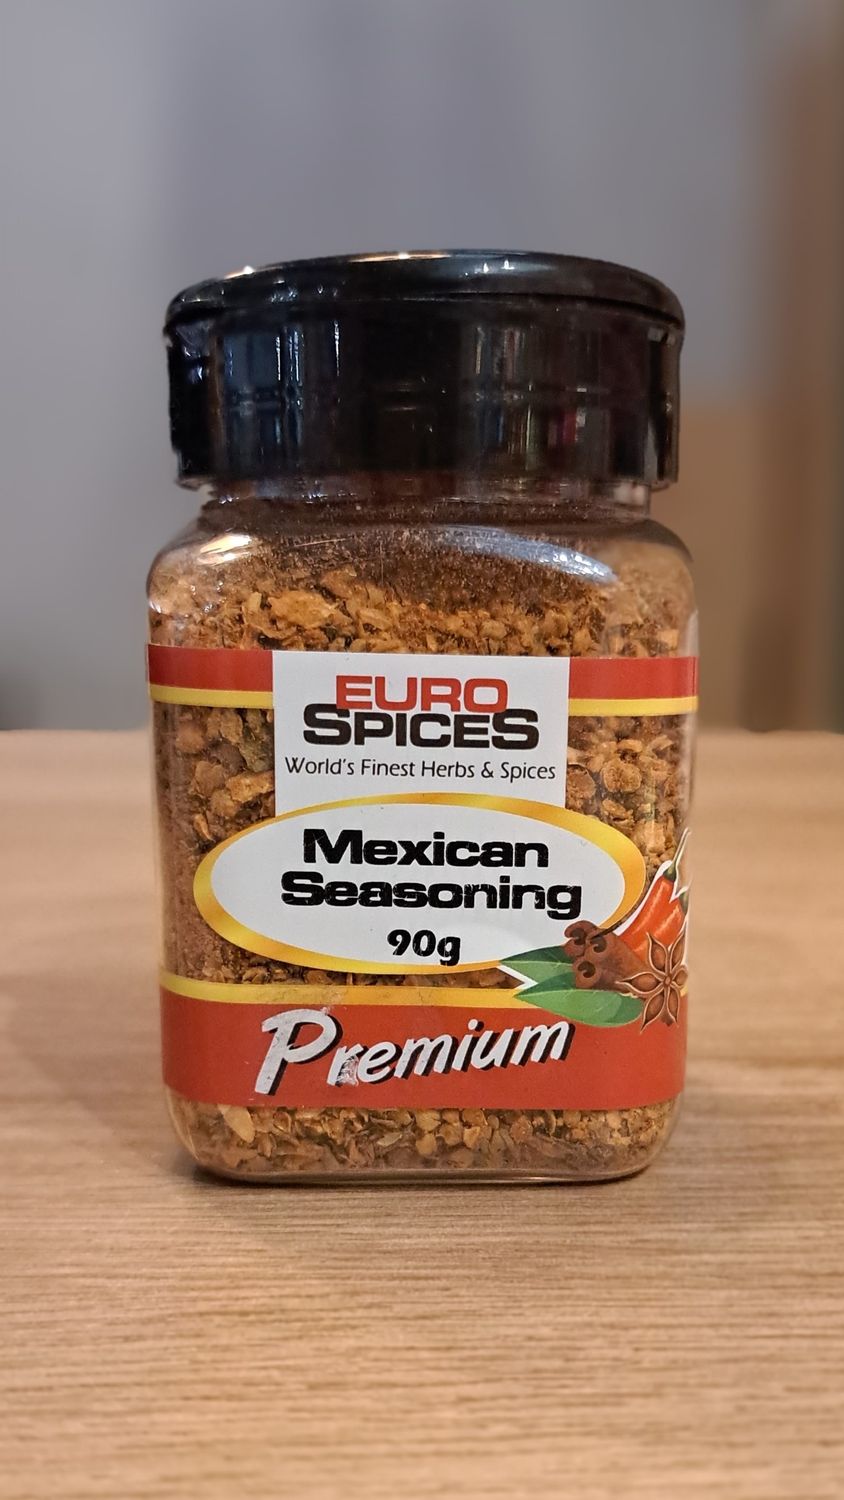 EURO
SPICES
World's Finest Herbs & Spices
Mexican
Seasoning
90g
Premium